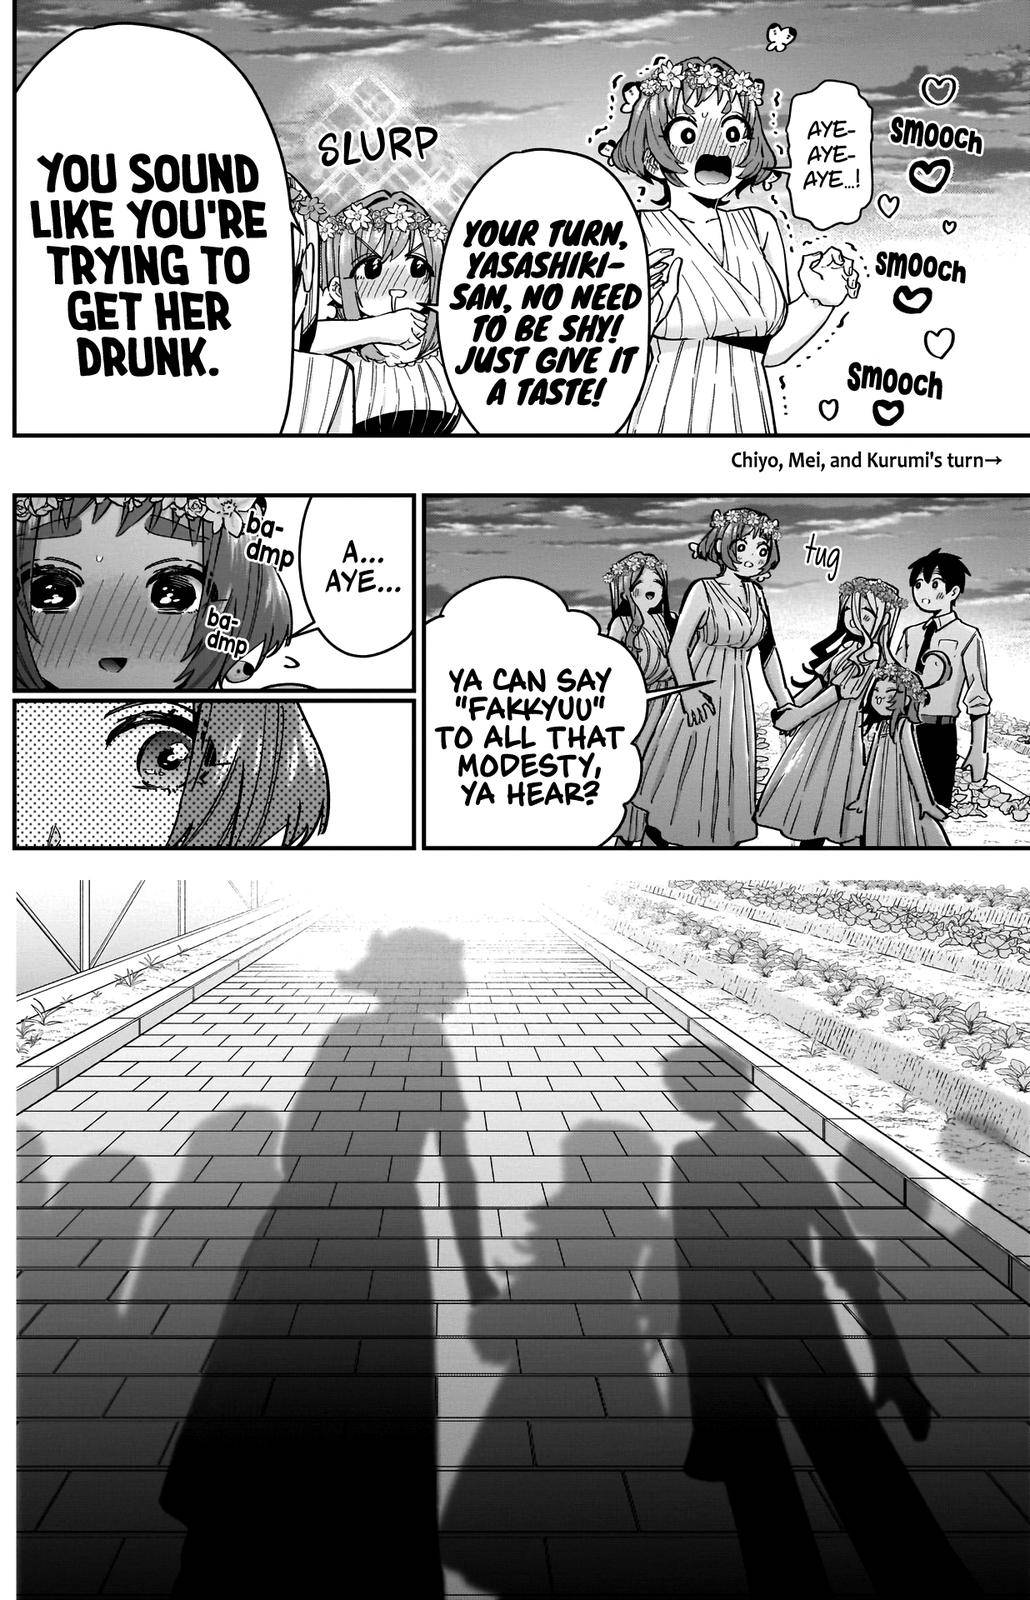 AYE-
AYE-
AYE...!
smooch
smooch
smooch
SLURP
YOUR TURN,
YASASHIKI-
SAN, NO NEED
TO BE SHY!
JUST GIVE IT
A TASTE!
YOU SOUND
LIKE YOU'RE
TRYING TO
GET HER
DRUNK.
Chiyo, Mei, and Kurumi's turn→
tug
YA CAN SAY
"FAKKYUU"
TO ALL THAT
MODESTY,
YA HEAR?
A...
AYE...
ba-
dmp
ba-
dmp